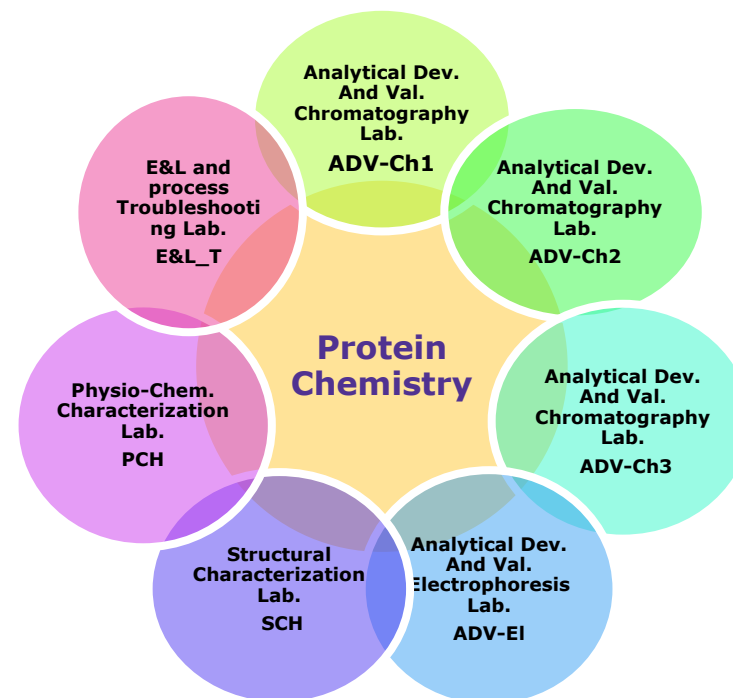 Analytical Dev.
And Val.
Chromatography
Lab.
ADV-Ch1
Analytical Dev.
And Val.
Chromatography
Lab.
ADV-Ch2
Analytical Dev.
And Val.
Chromatography
Lab.
ADV-Ch3
Analytical Dev.
And Val.
Electrophoresis
Lab.
ADV-El
Structural
Characterization
Lab.
SCH
Physio-Chem.
Characterization
Lab.
PCH
E&L and
process
Troubleshooti
ng Lab.
E&L_T
Protein
Chemistry